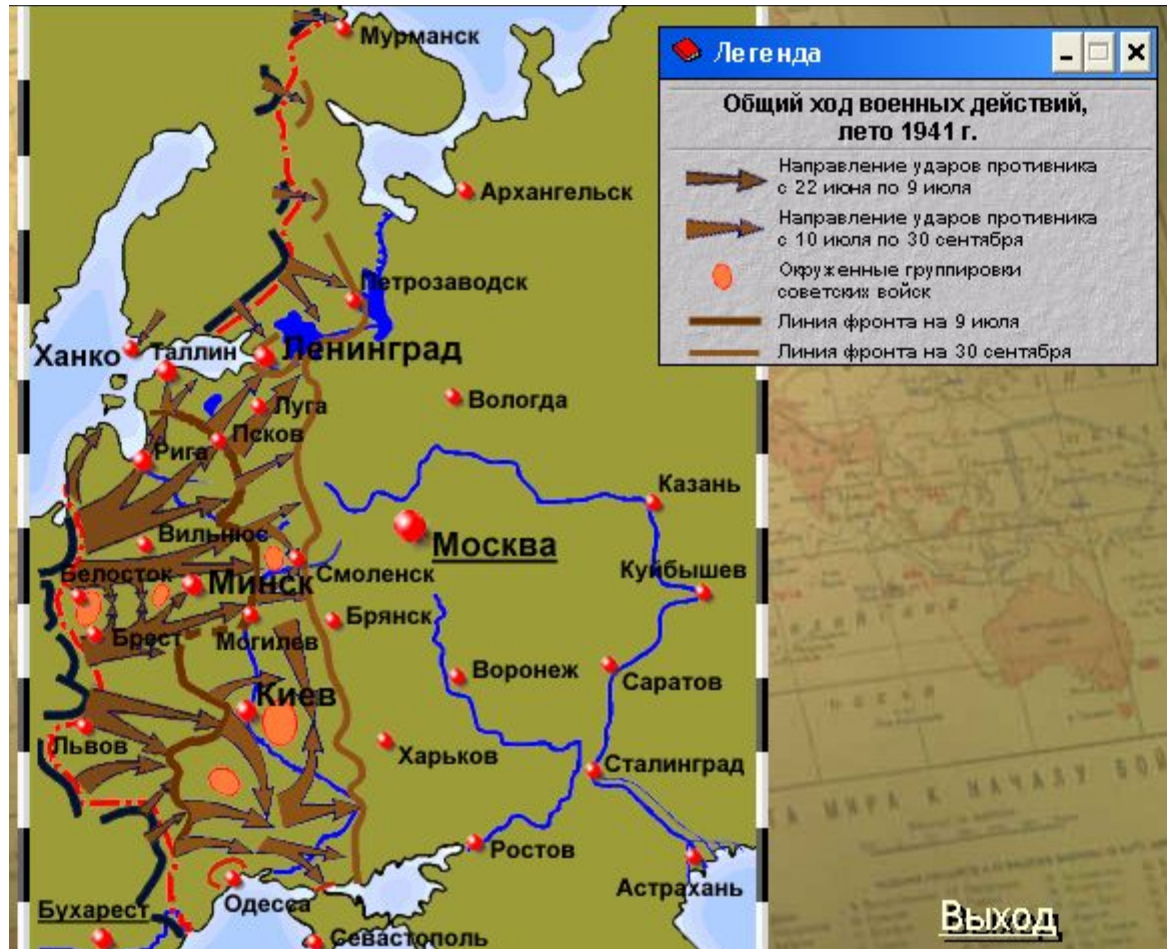 Легенда
Общий ход военных действий,
лето 1941 г.
Направление ударов противника
с 22 июня по 9 июля
Направление ударов противника
с 10 июля по 30 сентября
Окруженные группировки
советских войск
Линия фронта на 9 июля
Линия фронта на 30 сентября
Мурманск
Архангельск
Петрозаводск
Ханко
Таллин
Ленинград
Луга
Вологда
Псков
Рига
Казань
Вильнюс
Москва
Белосток
Минск
Смоленск
Куйбышев
Брест
Могилев
Брянск
Воронеж
Саратов
Киев
Львов
Харьков
Сталинград
Ростов
Астрахань
Одесса
Бухарест
Севастополь
МИРА К НАЧАЛУ
Выход